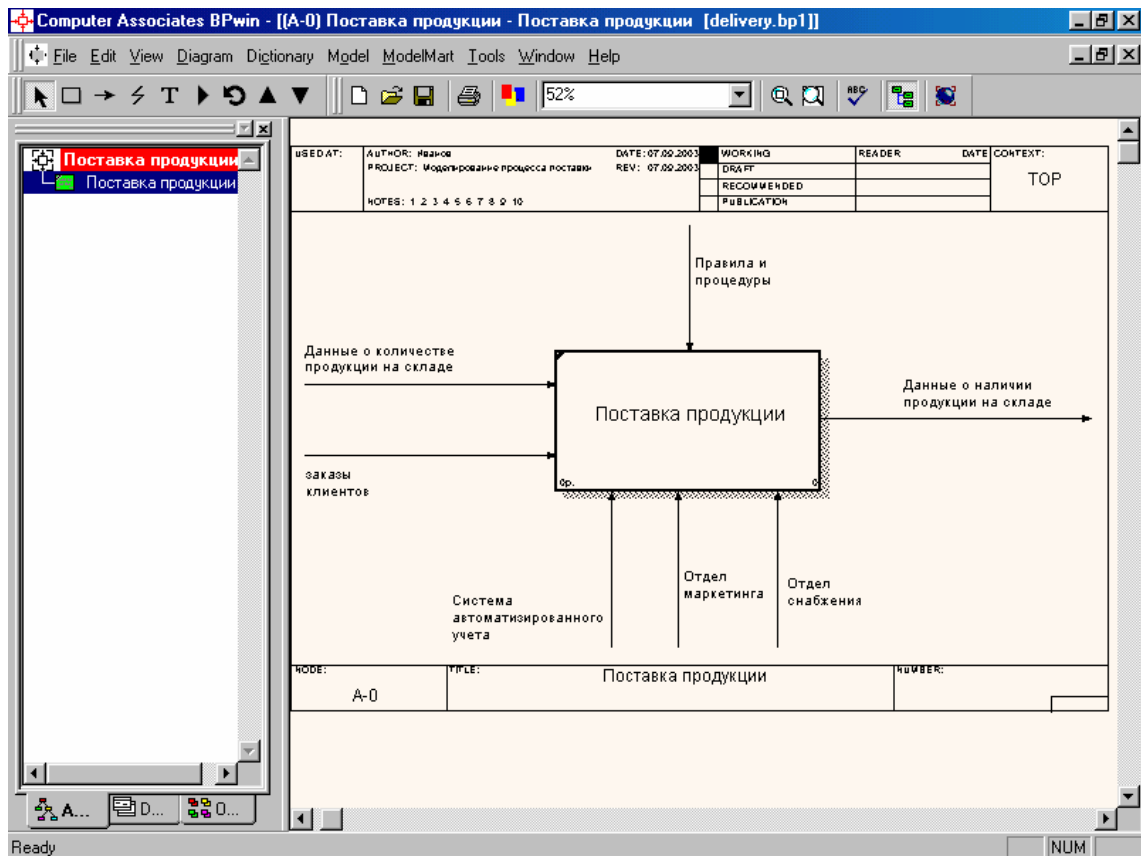 Computer Associates BPwin - [(A-0) Поставка продукции - Поставка продукции [delivery.bp1]]
File Edit View Diagram Dictionary Model ModelMart Tools Window Help
52%
ABC
Поставка продукции
Поставка продукции
A...
D...
O...
USED AT:
AUTHOR: Иванов
DATE: 07.09.2003
PROJECT: Моделирование процесса поставки
REV: 07.09.2003
NOTES: 1 2 3 4 5 6 7 8 9 10
WORKING
DRAFT
RECOMMENDED
PUBLICATION
READER
DATE
CONTEXT:
TOP
Правила и
процедуры
Данные о количестве
продукции на складе
Поставка продукции
0р.
0
Данные о наличии
продукции на складе
заказы
клиентов
Система
автоматизированного
учета
Отдел
маркетинга
Отдел
снабжения
NODE:
A-0
TITLE:
Поставка продукции
NUMBER:
Ready
NUM